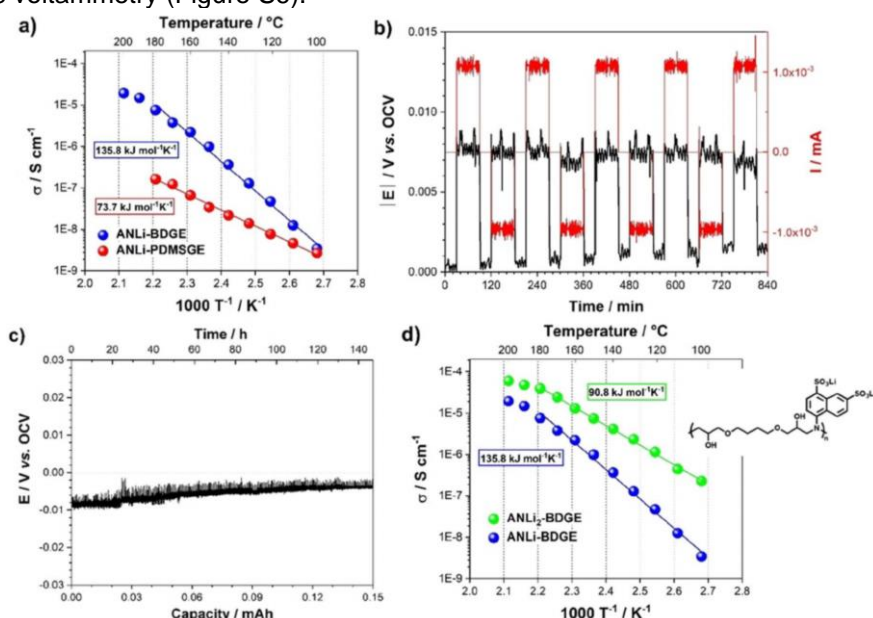 a)
Temperature / °C
200 180 160 140 120 100
1E-4
1E-5
1E-6
1E-7
1E-8
1E-9
σ / S cm⁻¹
135.8 kJ mol⁻¹K⁻¹
73.7 kJ mol⁻¹K⁻¹
ANLi-BDGE
ANLi-PDMSGE
2.0 2.1 2.2 2.3 2.4 2.5 2.6 2.7 2.8
1000 T⁻¹ / K⁻¹
b)
0.015
0.010
0.005
0.000
|E| / V vs. OCV
1.0x10⁻³
0.0
-1.0x10⁻³
I / mA
0 120 240 360 480 600 720 840
Time / min
c)
Time / h
0 20 40 60 80 100 120 140
0.03
0.02
0.01
0.00
-0.01
-0.02
-0.03
E / V vs. OCV
0.00 0.03 0.06 0.09 0.12 0.15
Capacity / mAh
d)
Temperature / °C
200 180 160 140 120 100
1E-4
1E-5
1E-6
1E-7
1E-8
1E-9
σ / S cm⁻¹
90.8 kJ mol⁻¹K⁻¹
135.8 kJ mol⁻¹K⁻¹
ANLi₂-BDGE
ANLi-BDGE
2.0 2.1 2.2 2.3 2.4 2.5 2.6 2.7 2.8
1000 T⁻¹ / K⁻¹
SO₃Li
OH
O
O
OH
N
n